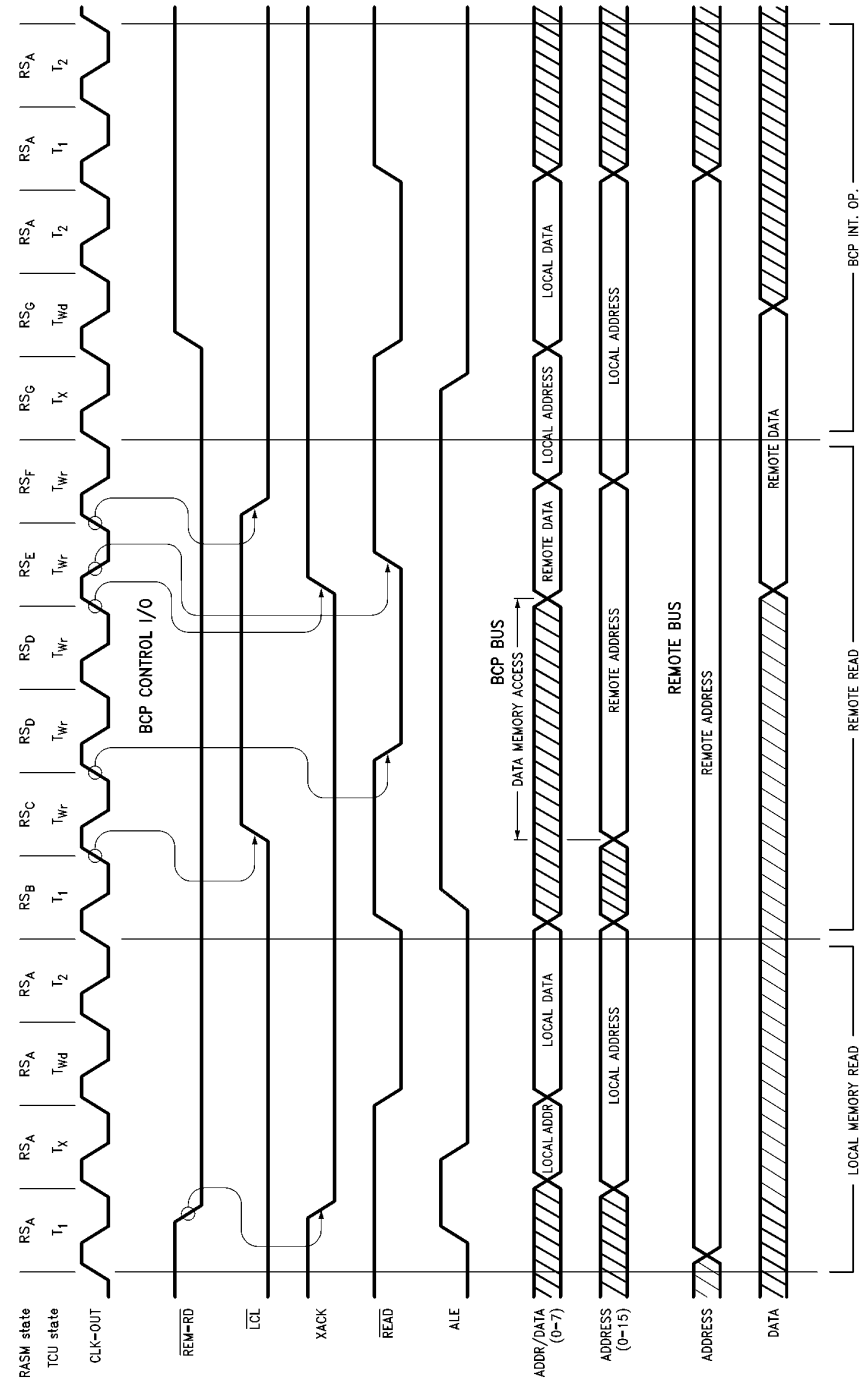 RASM state RSA RSA RSA RSA RSB RSC RSD RSD RSE RSF RSG RSG RSA RSA RSA
TCU state T1 TX TWd T2 T1 TWr TWr TWr TWr TWr TX TWd T2 T1 T2
CLK-OUT
BCP CONTROL I/O
REM-RD
LCL
XACK
READ
ALE
BCP BUS
DATA MEMORY ACCESS
ADDR/DATA (0-7) LOCAL ADDR LOCAL DATA REMOTE DATA LOCAL ADDRESS LOCAL DATA
ADDRESS (0-15) LOCAL ADDRESS REMOTE ADDRESS LOCAL ADDRESS
REMOTE BUS
ADDRESS REMOTE ADDRESS
DATA REMOTE DATA
LOCAL MEMORY READ REMOTE READ BCP INT. OP.